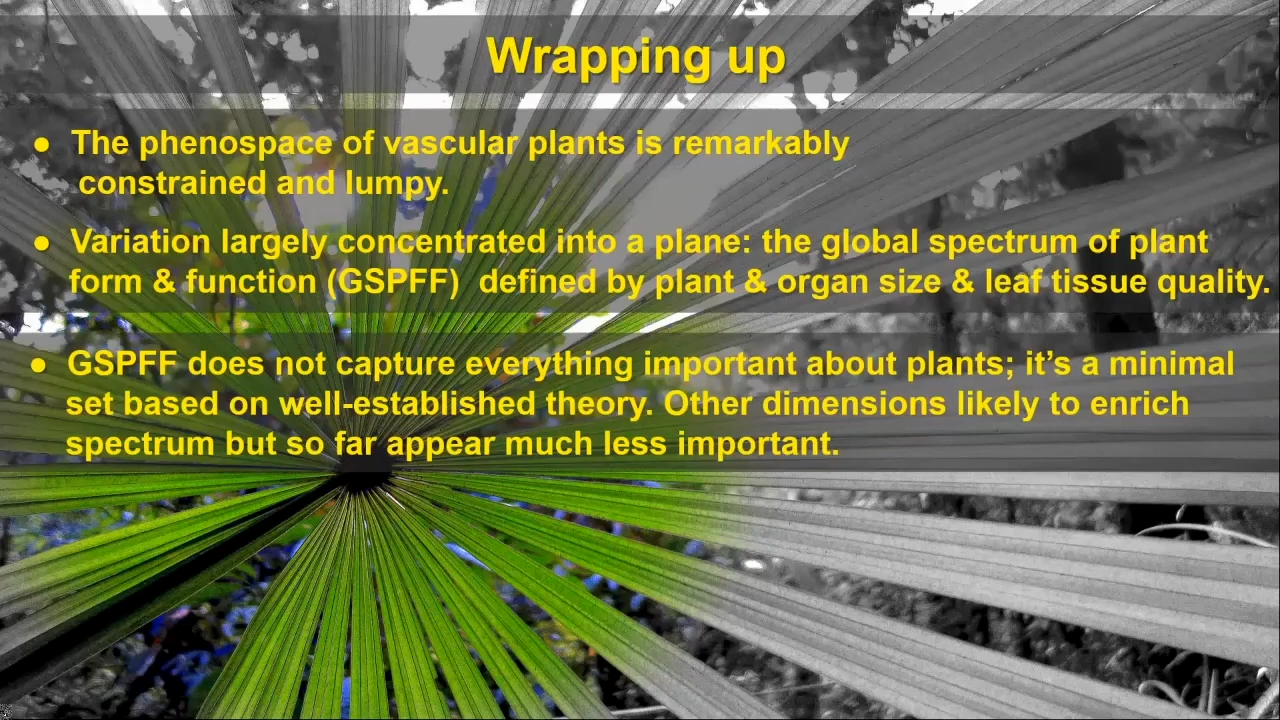 Wrapping up
● The phenospace of vascular plants is remarkably
constrained and lumpy.
● Variation largely concentrated into a plane: the global spectrum of plant
form & function (GSPFF) defined by plant & organ size & leaf tissue quality.
● GSPFF does not capture everything important about plants; it’s a minimal
set based on well-established theory. Other dimensions likely to enrich
spectrum but so far appear much less important.